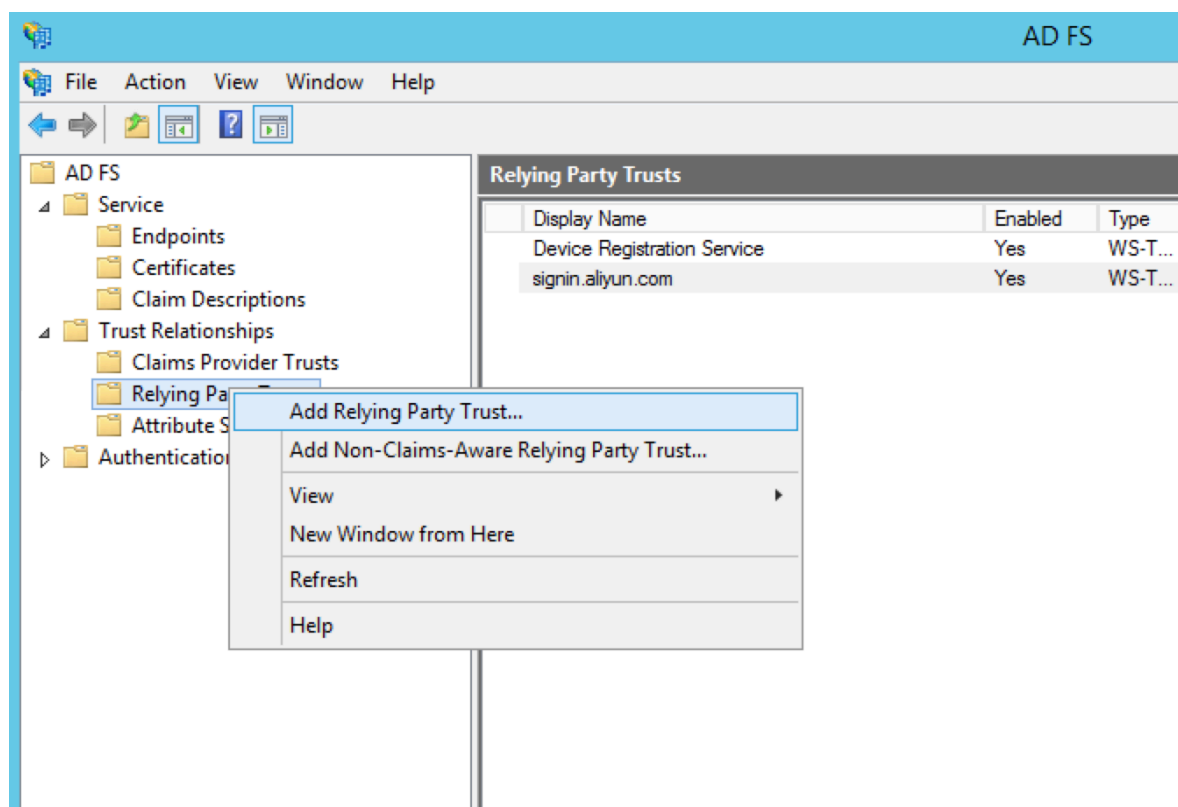 AD FS
File Action View Window Help
AD FS
Service
Endpoints
Certificates
Claim Descriptions
Trust Relationships
Claims Provider Trusts
Relying Pa
Attribute S
Authentication
Relying Party Trusts
Display Name Enabled Type
Device Registration Service Yes WS-T...
signin.aliyun.com Yes WS-T...
Add Relying Party Trust...
Add Non-Claims-Aware Relying Party Trust...
View
New Window from Here
Refresh
Help